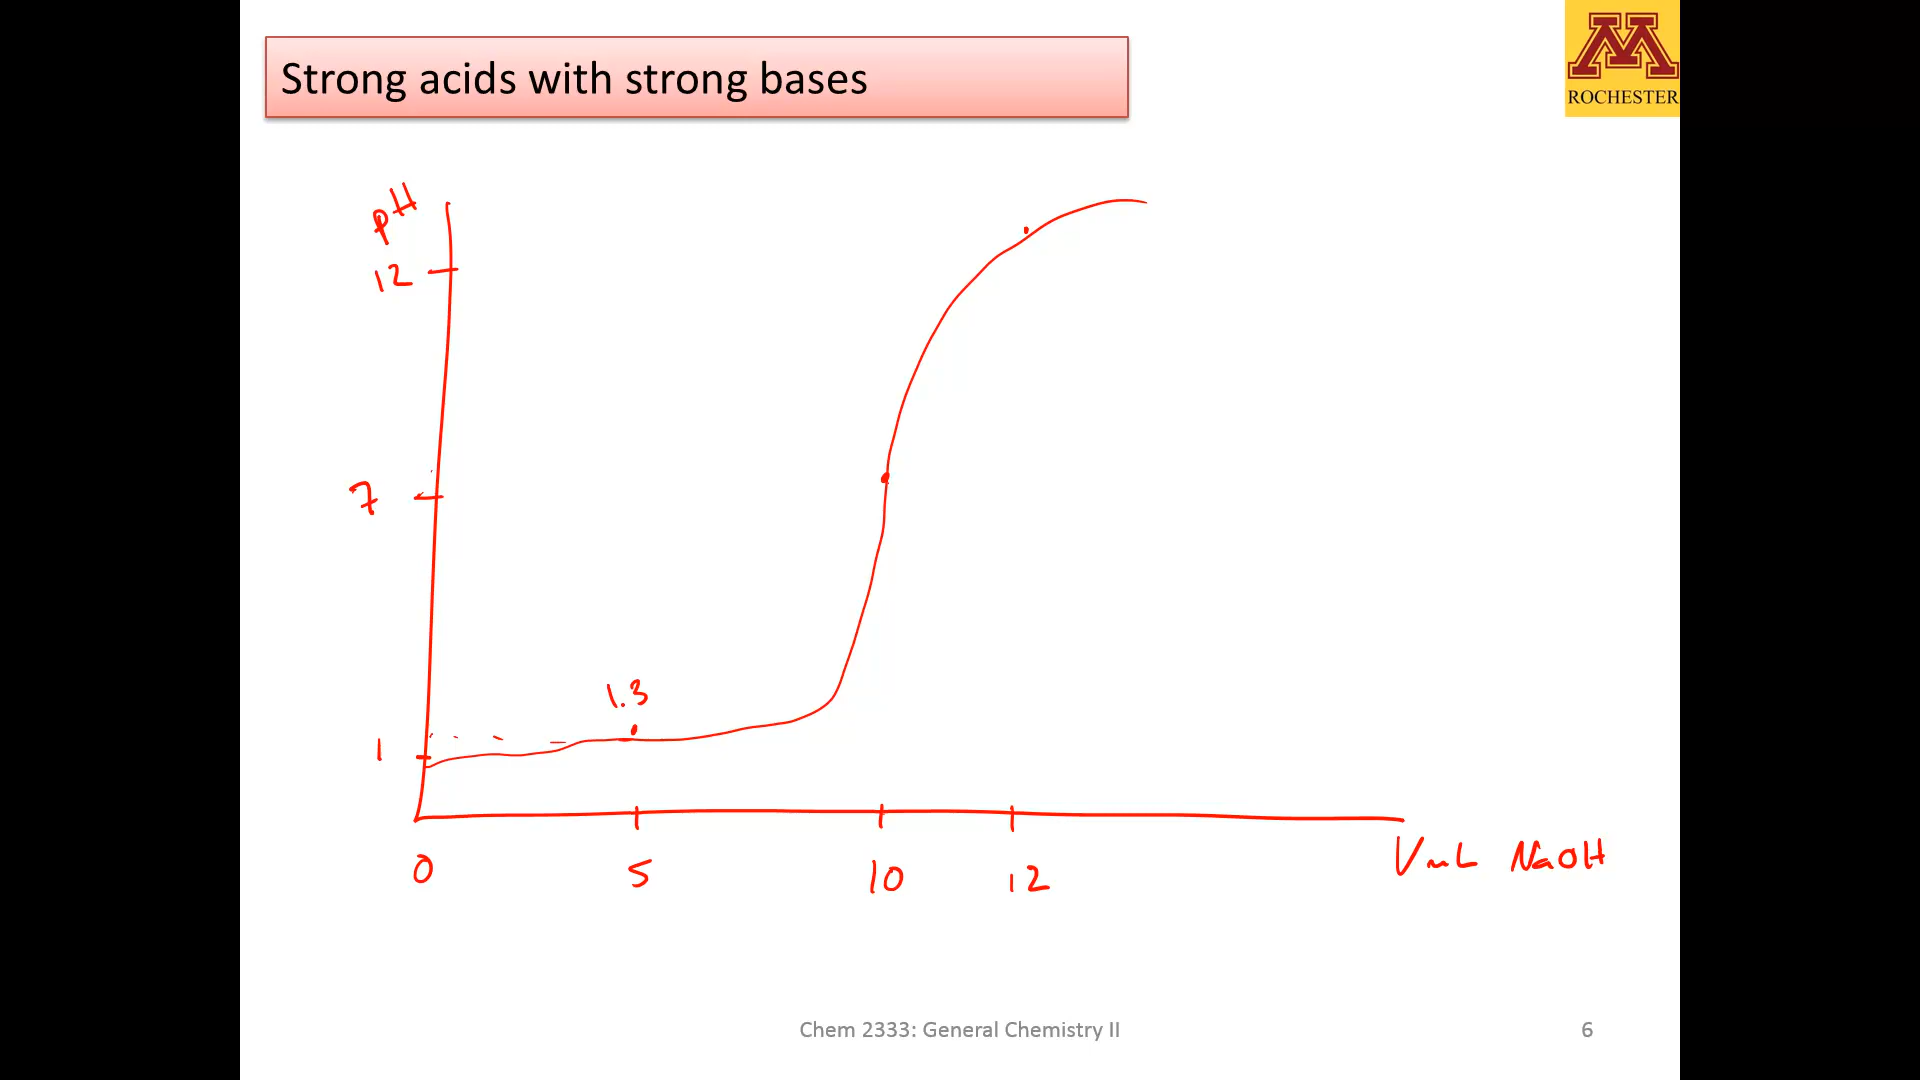 Strong acids with strong bases
M
ROCHESTER
pH
12
7
1.3
1
0 5 10 12
V mL NaOH
Chem 2333: General Chemistry II
6